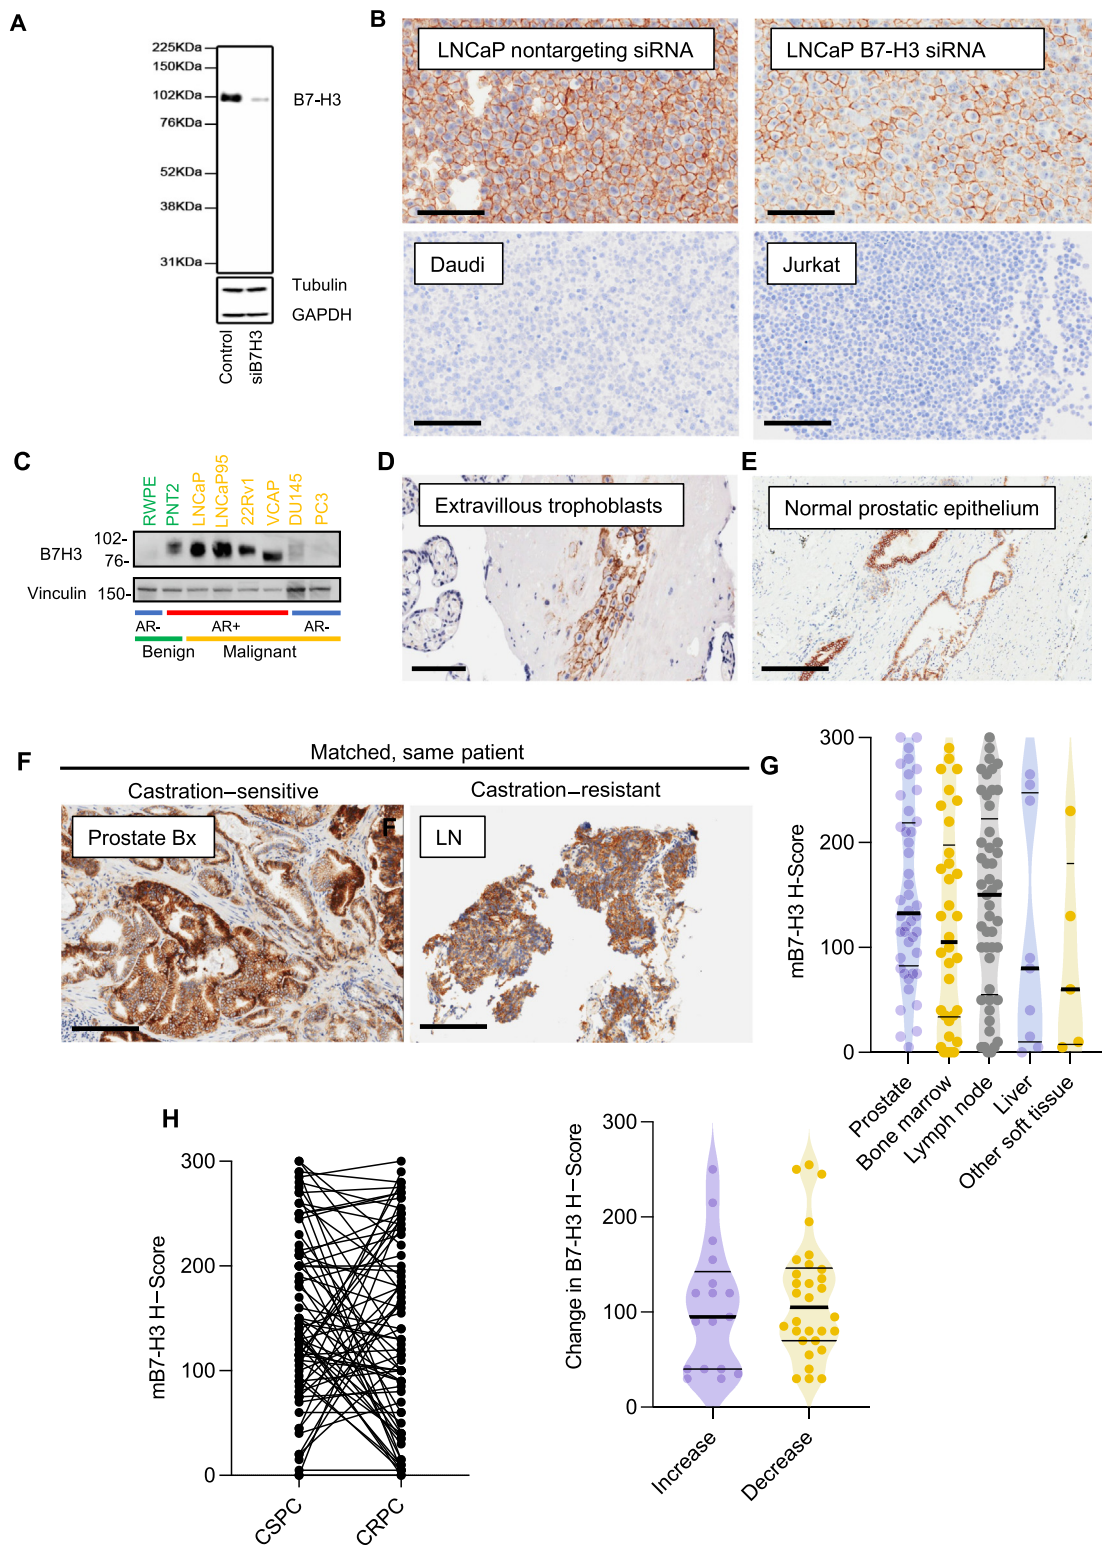 A
225KDa
150KDa
102KDa
76KDa
52KDa
38KDa
31KDa
B7-H3
Tubulin
GAPDH
Control
siB7H3
B
LNCaP nontargeting siRNA
LNCaP B7-H3 siRNA
Daudi
Jurkat
C
RWPE
PNT2
LNCaP
LNCaP95
22Rv1
VCAP
DU145
PC3
B7H3
102-
76-
Vinculin
150-
AR-
AR+
AR-
Benign
Malignant
D
Extravillous trophoblasts
E
Normal prostatic epithelium
F
Matched, same patient
Castration–sensitive
Castration–resistant
Prostate Bx
F
LN
G
mB7-H3 H-Score
300
200
100
0
Prostate
Bone marrow
Lymph node
Liver
Other soft tissue
H
mB7-H3 H–Score
300
200
100
0
CSPC
CRPC
Change in B7-H3 H–Score
300
200
100
0
Increase
Decrease